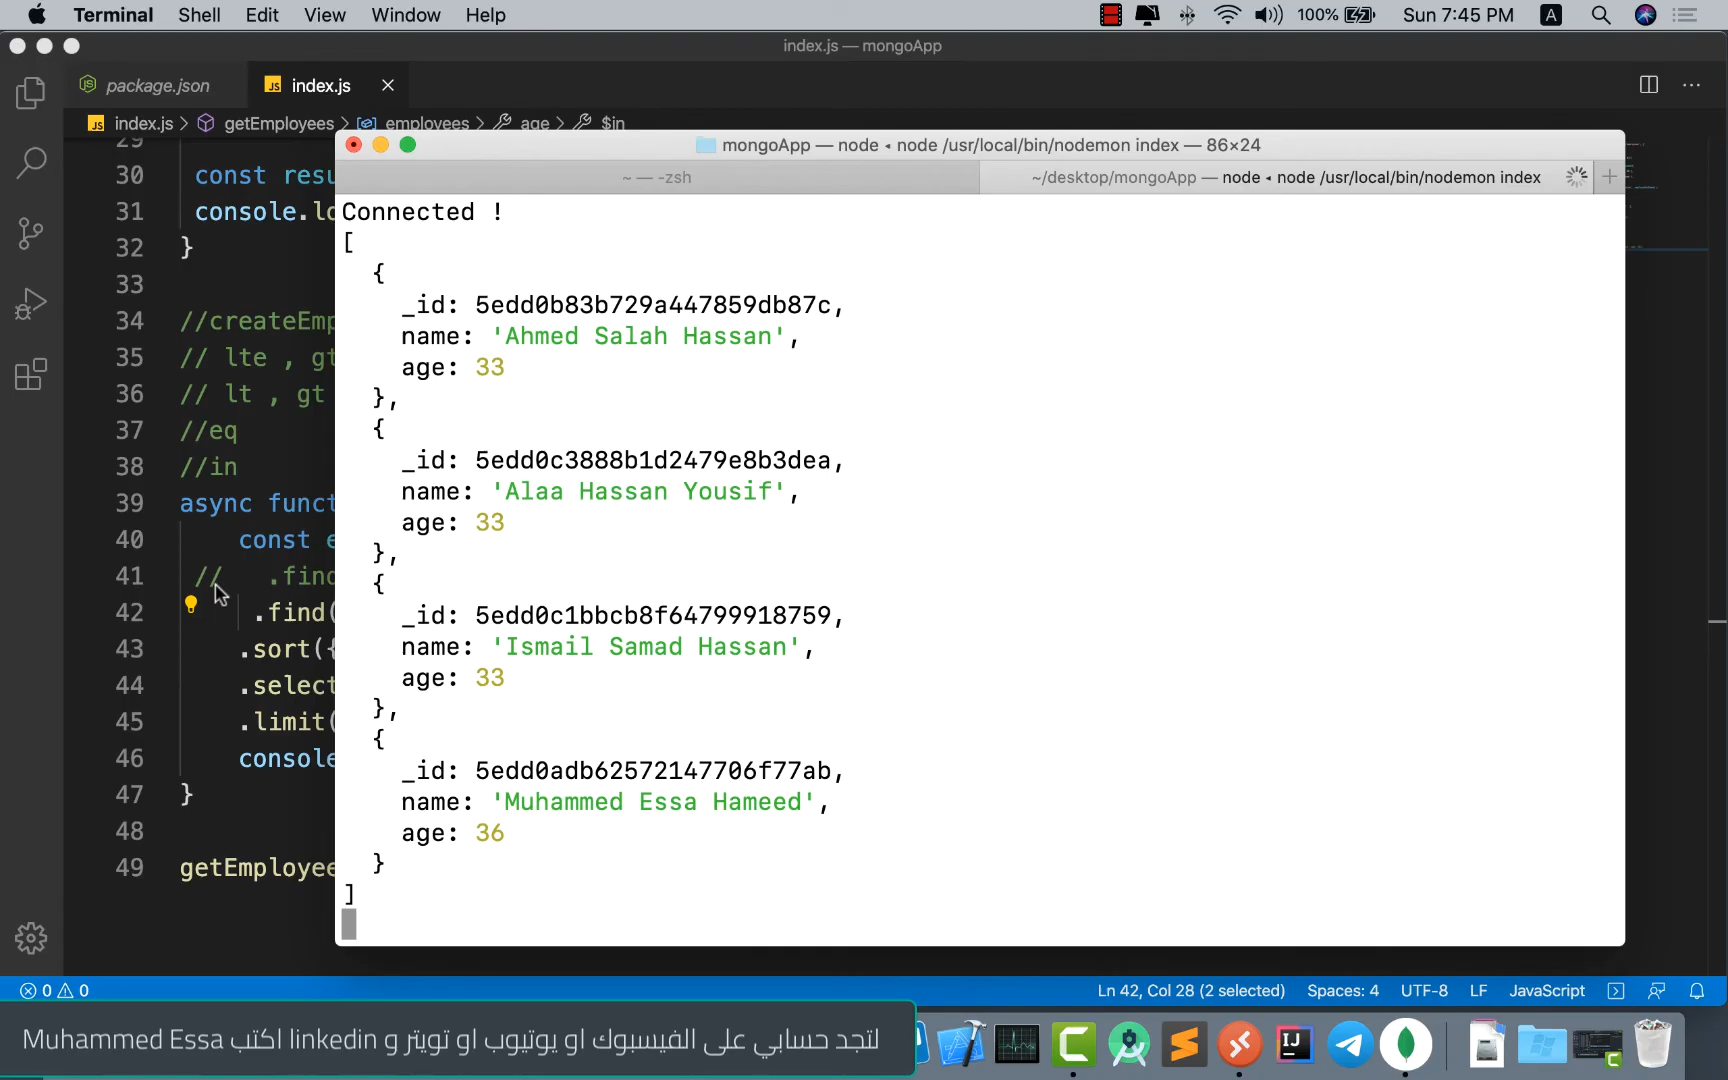 Terminal Shell Edit View Window Help 100% Sun 7:45 PM A
index.js — mongoApp
package.json index.js
index.js > getEmployees > employees > age > $in
mongoApp — node ◂ node /usr/local/bin/nodemon index — 86×24
~ — -zsh
~/desktop/mongoApp — node ◂ node /usr/local/bin/nodemon index
29
30 const resu
31 console.lo
32 }
33
34 //createEmp
35 // lte , gt
36 // lt , gt
37 //eq
38 //in
39 async funct
40 const e
41 // .find
42 .find(
43 .sort({
44 .select
45 .limit(
46 console
47 }
48
49 getEmployee
Connected !
[
{
_id: 5edd0b83b729a447859db87c,
name: 'Ahmed Salah Hassan',
age: 33
},
{
_id: 5edd0c3888b1d2479e8b3dea,
name: 'Alaa Hassan Yousif',
age: 33
},
{
_id: 5edd0c1bbcb8f64799918759,
name: 'Ismail Samad Hassan',
age: 33
},
{
_id: 5edd0adb62572147706f77ab,
name: 'Muhammed Essa Hameed',
age: 36
}
]
0 0 Ln 42, Col 28 (2 selected) Spaces: 4 UTF-8 LF JavaScript
لتجد حسابي على الفيسبوك او يوتيوب او تويتر و linkedin اكتب Muhammed Essa
IJ